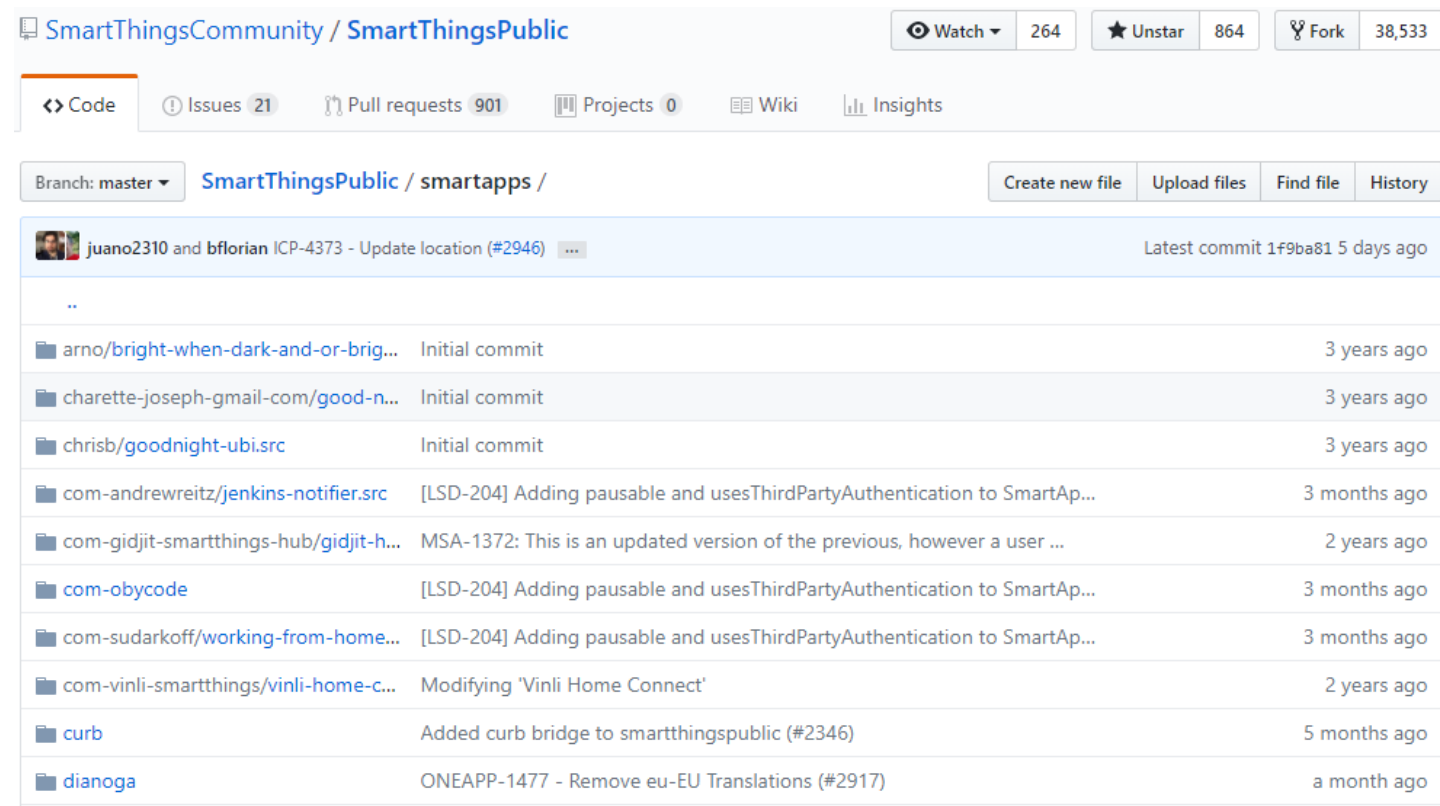 SmartThingsCommunity / SmartThingsPublic Watch 264 Unstar 864 Fork 38,533
Code Issues 21 Pull requests 901 Projects 0 Wiki Insights
Branch: master SmartThingsPublic / smartapps / Create new file Upload files Find file History
juano2310 and bflorian ICP-4373 - Update location (#2946) ... Latest commit 1f9ba81 5 days ago
..
arno/bright-when-dark-and-or-brig... Initial commit 3 years ago
charette-joseph-gmail-com/good-n... Initial commit 3 years ago
chrisb/goodnight-ubi.src Initial commit 3 years ago
com-andrewreitz/jenkins-notifier.src [LSD-204] Adding pausable and usesThirdPartyAuthentication to SmartAp... 3 months ago
com-gidjit-smartthings-hub/gidjit-h... MSA-1372: This is an updated version of the previous, however a user ... 2 years ago
com-obycode [LSD-204] Adding pausable and usesThirdPartyAuthentication to SmartAp... 3 months ago
com-sudarkoff/working-from-home... [LSD-204] Adding pausable and usesThirdPartyAuthentication to SmartAp... 3 months ago
com-vinli-smartthings/vinli-home-c... Modifying 'Vinli Home Connect' 2 years ago
curb Added curb bridge to smartthingspublic (#2346) 5 months ago
dianoga ONEAPP-1477 - Remove eu-EU Translations (#2917) a month ago